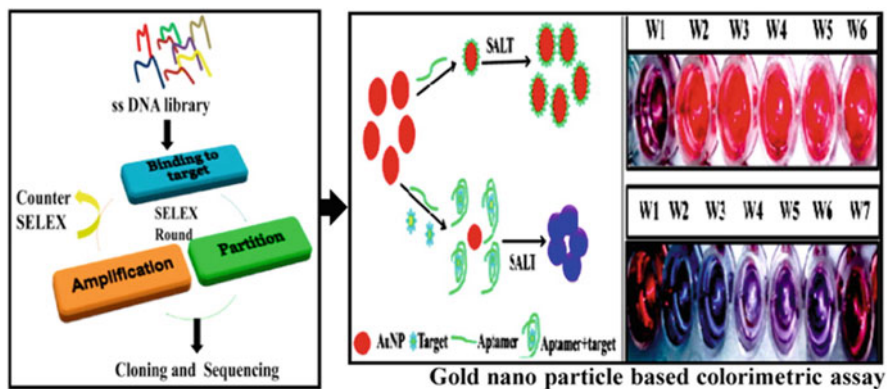 ss DNA library
Binding to target
Counter SELEX
SELEX Round
Partition
Amplification
Cloning and Sequencing
SALT
SALT
AuNP Target Aptamer Aptamer+target
W1 W2 W3 W4 W5 W6
W1 W2 W3 W4 W5 W6 W7
Gold nano particle based colorimetric assay